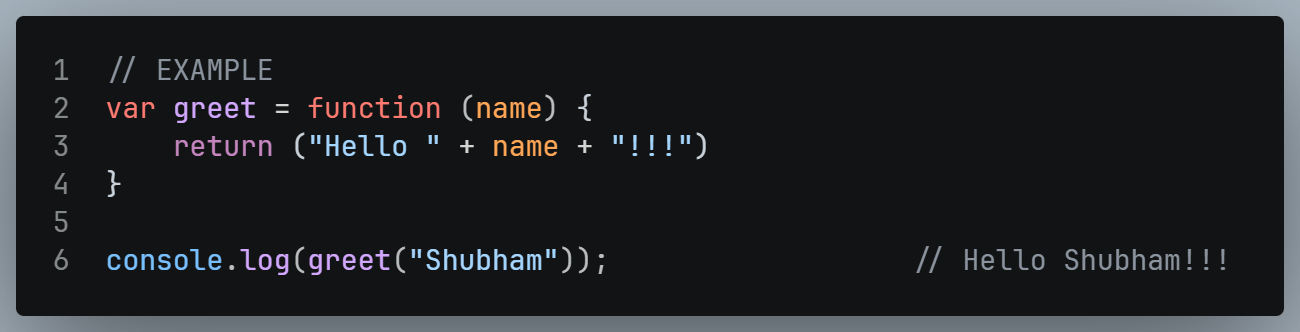 1 // EXAMPLE
2 var greet = function (name) {
3     return ("Hello " + name + "!!!")
4 }
5
6 console.log(greet("Shubham"));                   // Hello Shubham!!!